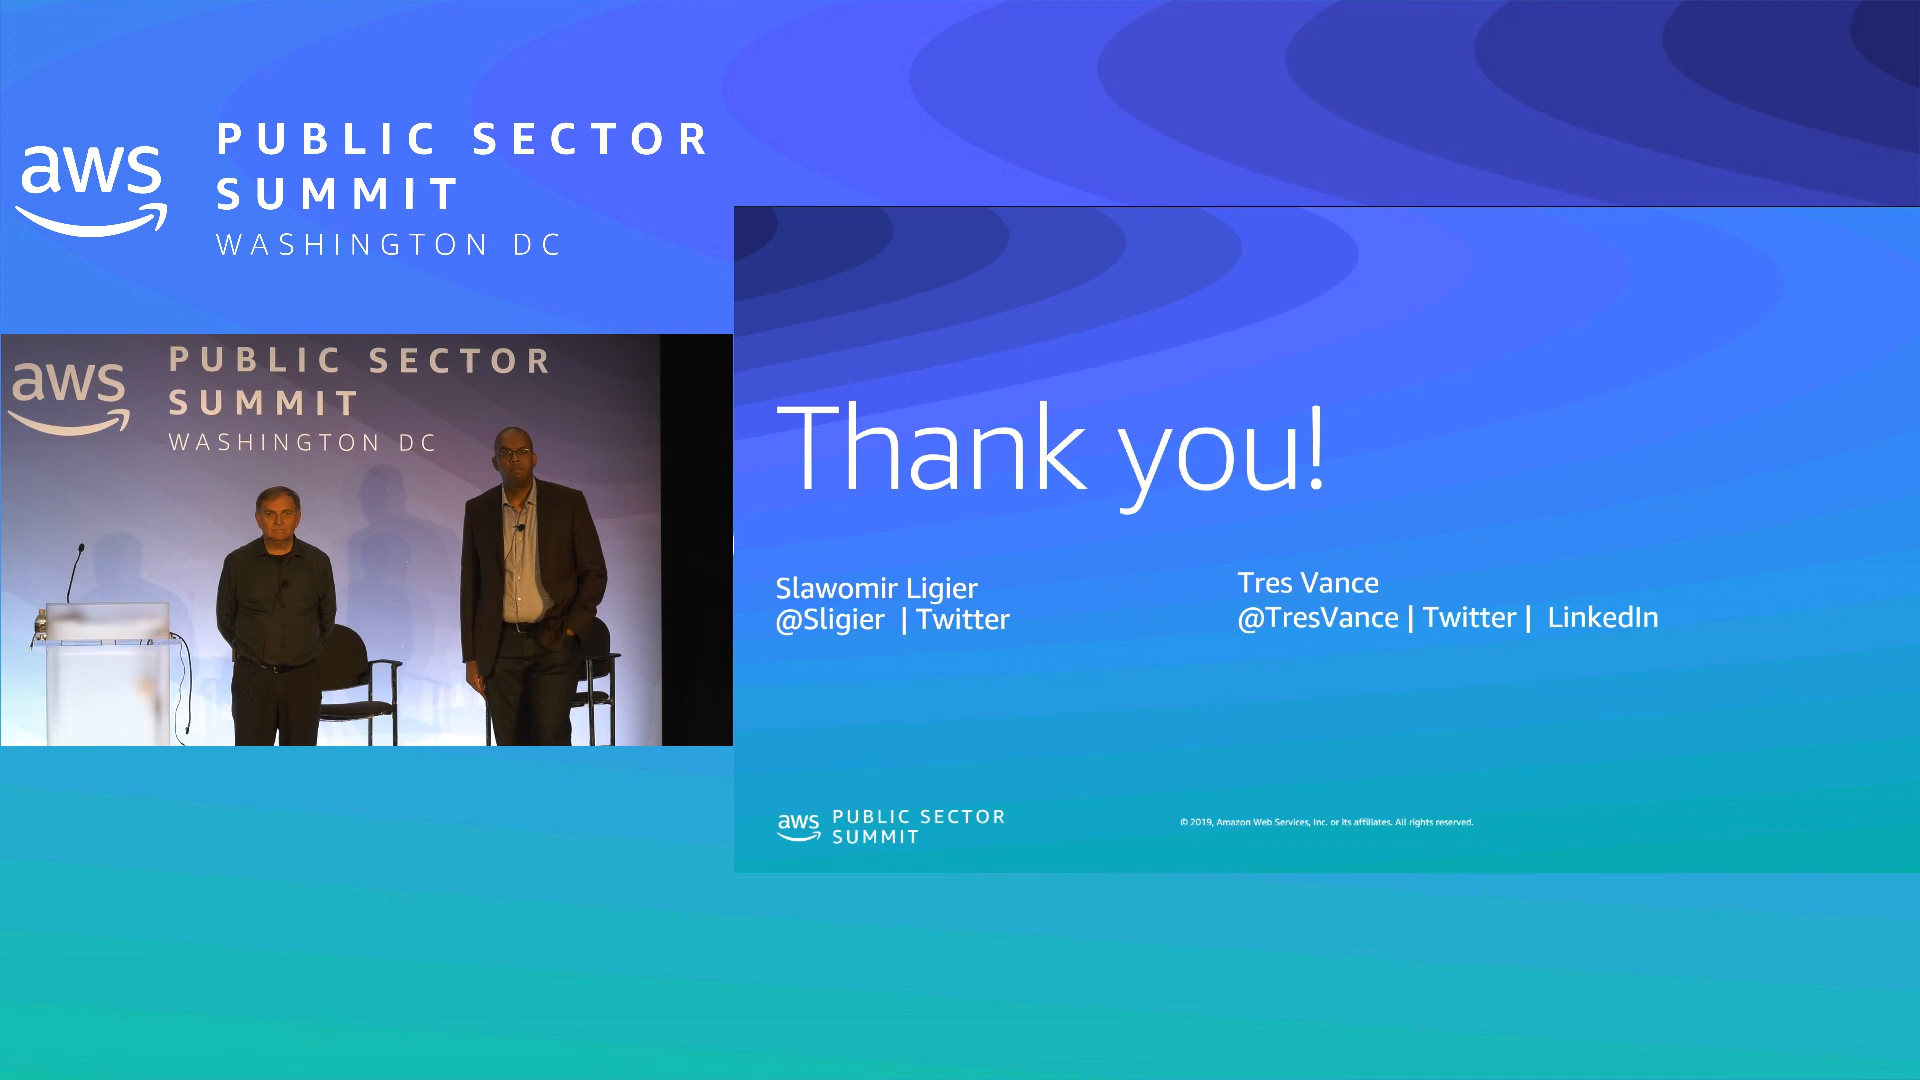 aws
PUBLIC SECTOR
SUMMIT
WASHINGTON DC
aws
PUBLIC SECTOR
SUMMIT
WASHINGTON DC
Thank you!
Slawomir Ligier
@Sligier | Twitter
Tres Vance
@TresVance | Twitter | LinkedIn
aws
PUBLIC SECTOR
SUMMIT
© 2019, Amazon Web Services, Inc. or its affiliates. All rights reserved.